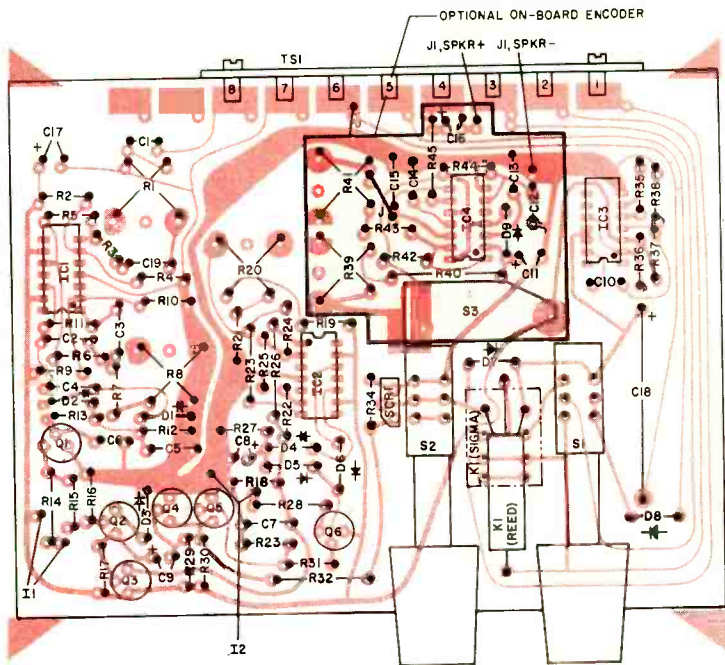 OPTIONAL ON-BOARD ENCODER
J1, SPKR+ J1, SPKR-
TS1
8 7 6 5 4 3 2 1
C17
+
C1
R1
R2
R5
R3
IC1
C19
R4
R10
R11
C2
C3
R6
R9
C4
D2
R13
R7
R8
D1
R12
C5
C6
Q1
R14
R15
R16
Q2
D3
Q4
Q5
R17
Q3
+
C9
R29
R30
I1
I2
R20
R2
R23
R25
R26
R24
R19
IC2
R22
R27
C8
+
D4
D5
D6
R18
R28
C7
R23
Q6
R31
R32
R41
J
C15
C14
R43
R39
R42
R40
C16
R45
R44
IC4
C13
C12
J
D9
+
C11
S3
IC3
C10
R35
R38
R36
R37
+
C18
D7
R34
SCR1
S2
K1 (SIGMA)
K1
(REED)
S1
D8